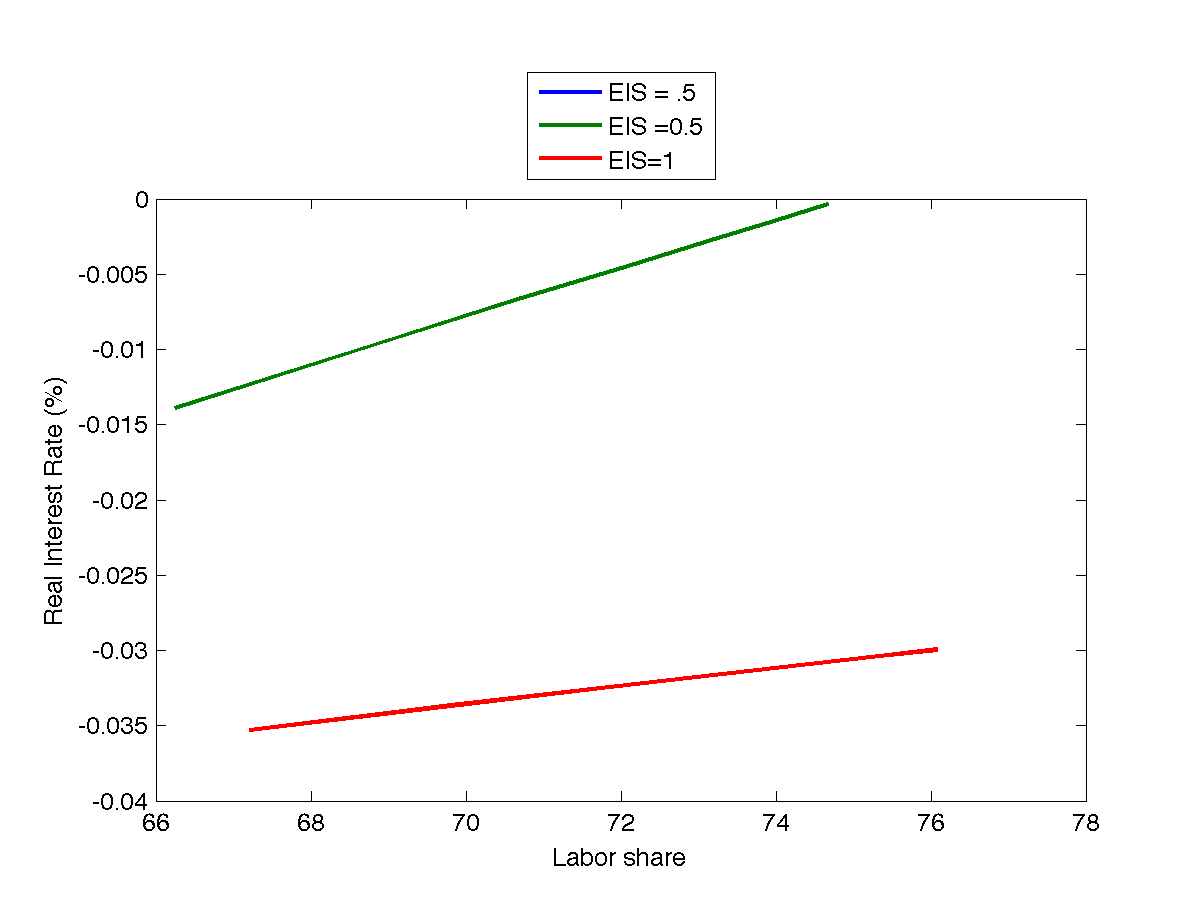 EIS = .5
EIS =0.5
EIS=1
0
-0.005
-0.01
-0.015
-0.02
-0.025
-0.03
-0.035
-0.04
Real Interest Rate (%)
66 68 70 72 74 76 78
Labor share